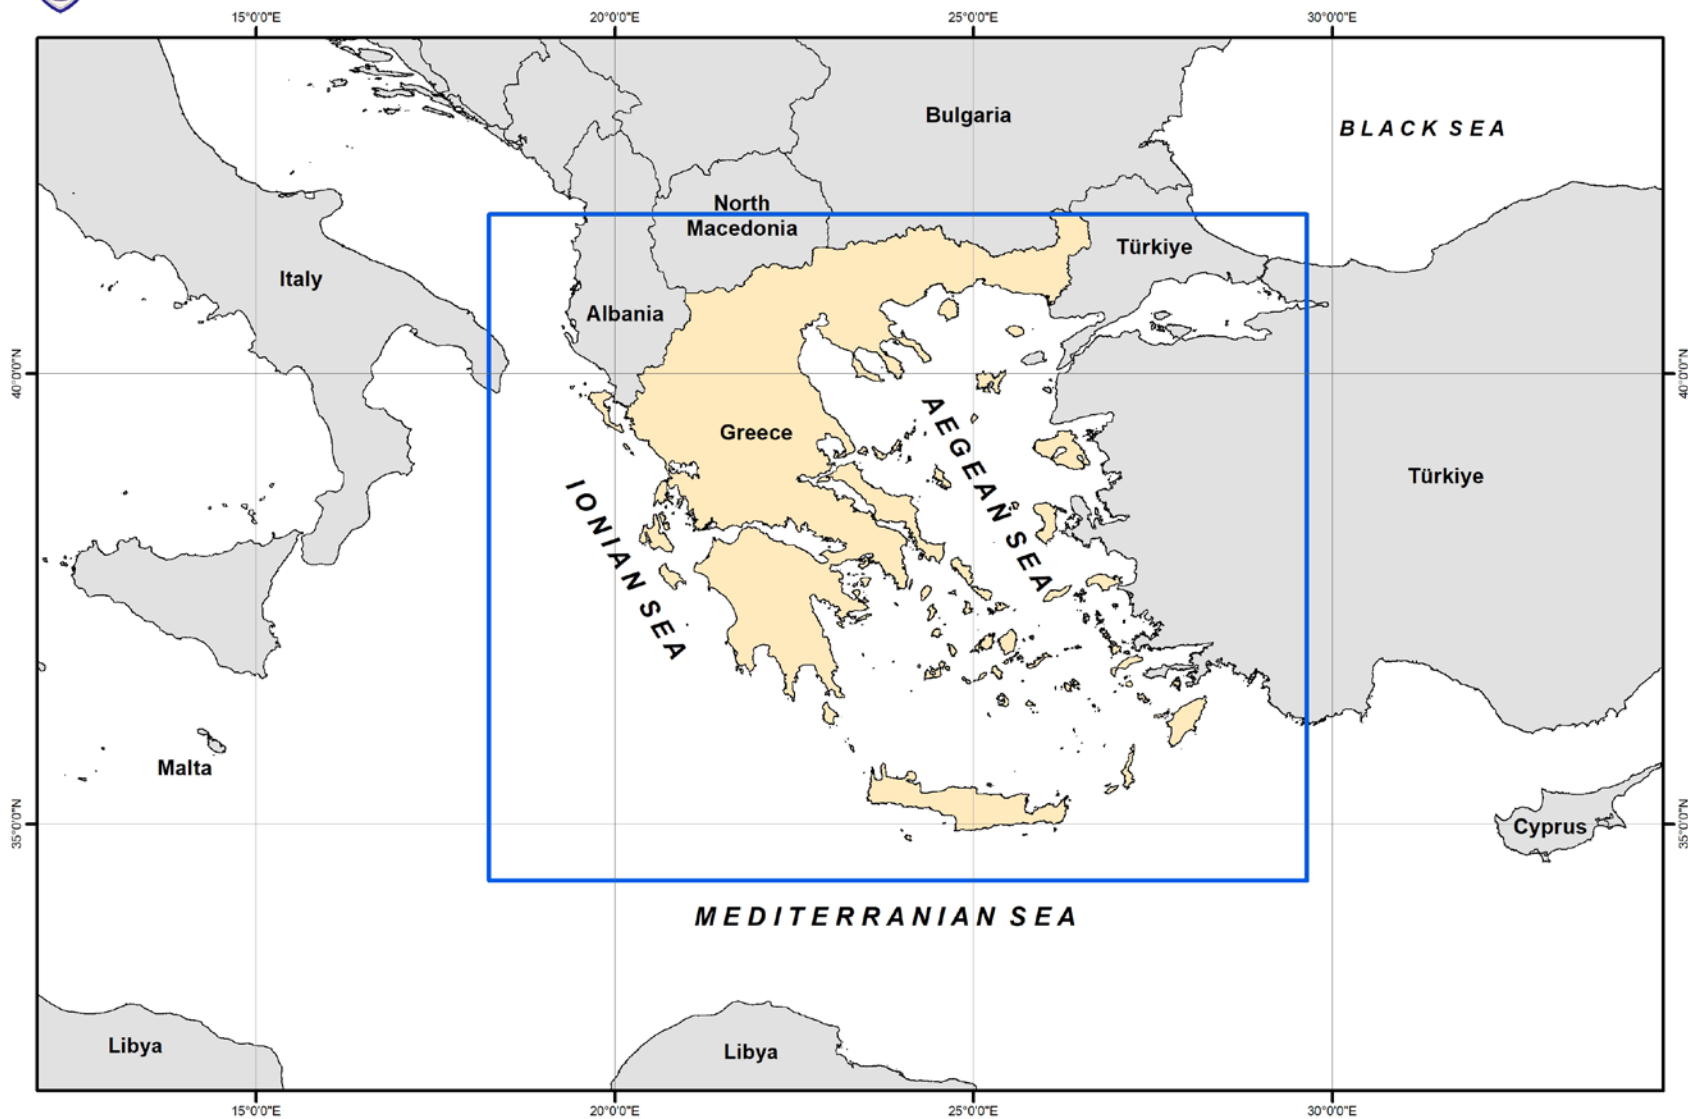 15°0'0"E
20°0'0"E
25°0'0"E
30°0'0"E
Bulgaria
BLACK SEA
North
Macedonia
Türkiye
Italy
Albania
40°0'0"N
40°0'0"N
AEGEAN SEA
Greece
Türkiye
IONIAN SEA
Malta
35°0'0"N
35°0'0"N
Cyprus
MEDITERRANIAN SEA
Libya
Libya
15°0'0"E
20°0'0"E
25°0'0"E
30°0'0"E